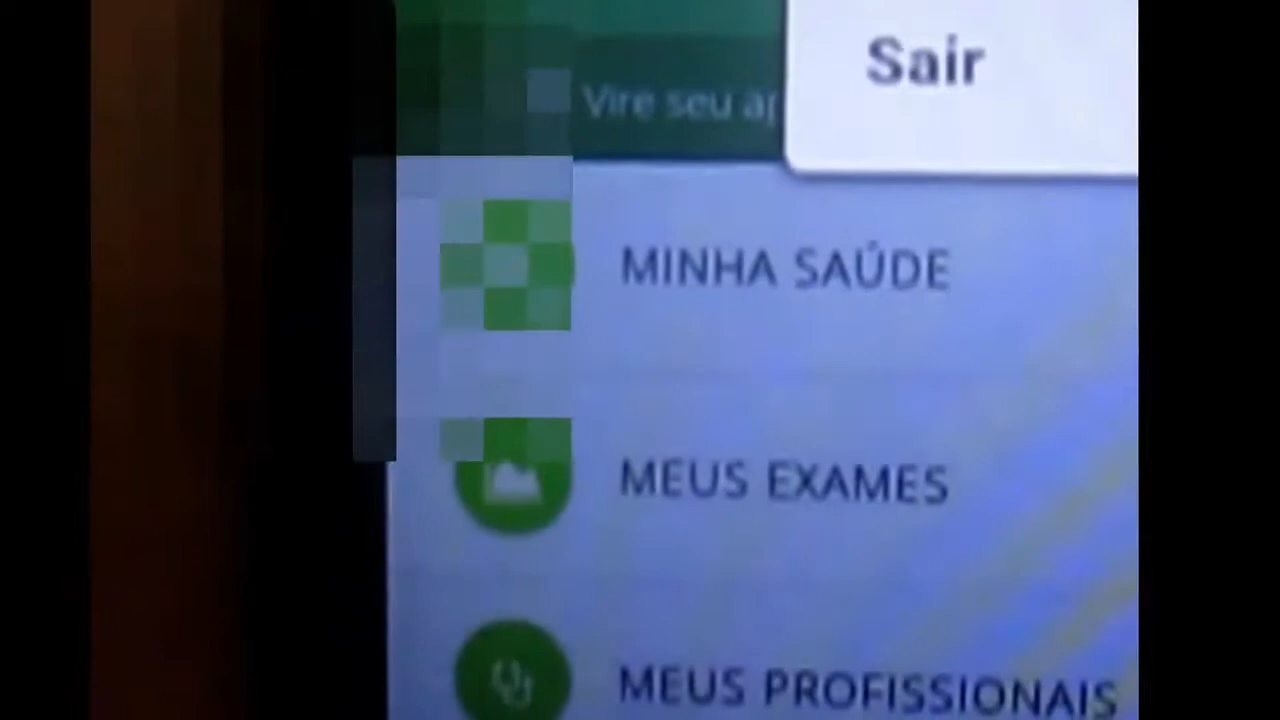 Sair
Vire seu
MINHA SAÚDE
MEUS EXAMES
MEUS PROFISSIONAIS